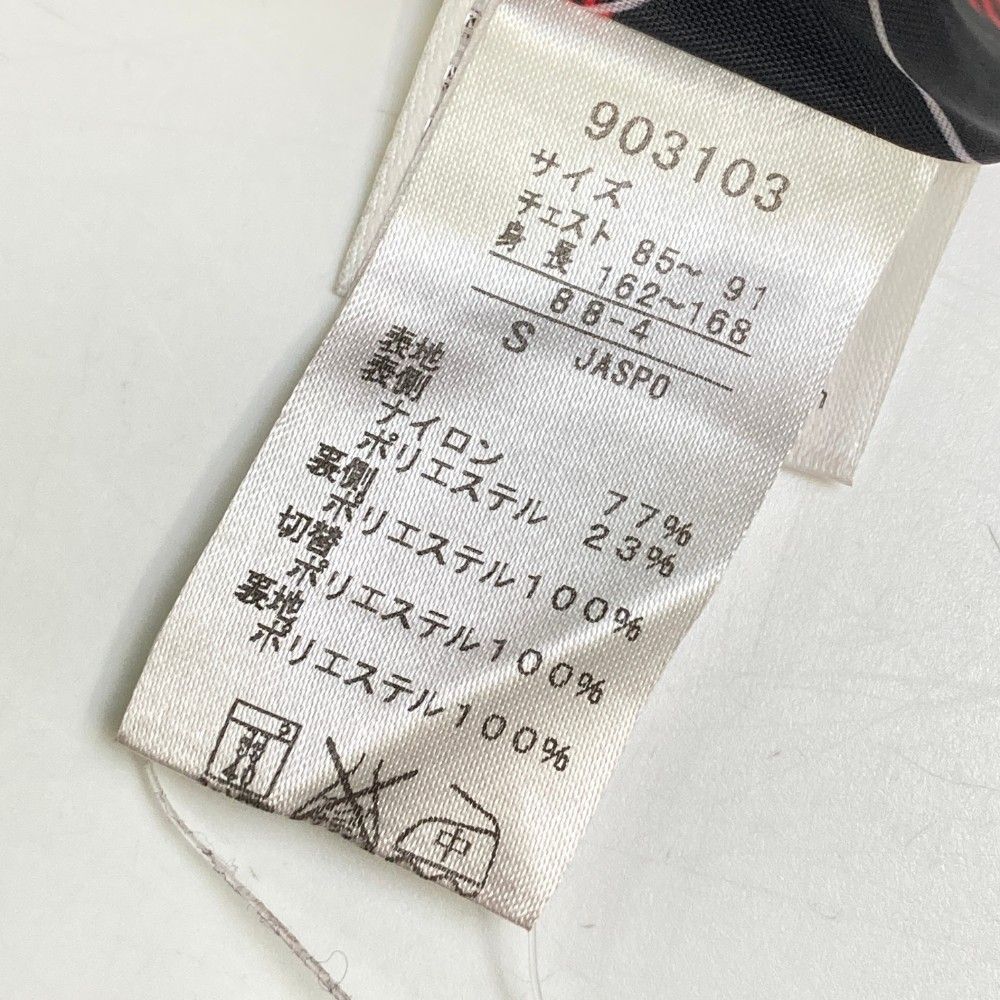 903103
サイズ
チェスト 85～ 91
身 長 162～168
88-4
S JASPO
表地
表側
ナイロン 77%
ポリエステル 23%
裏側
ポリエステル100%
切替
ポリエステル100%
裏地
ポリエステル100%
40
中